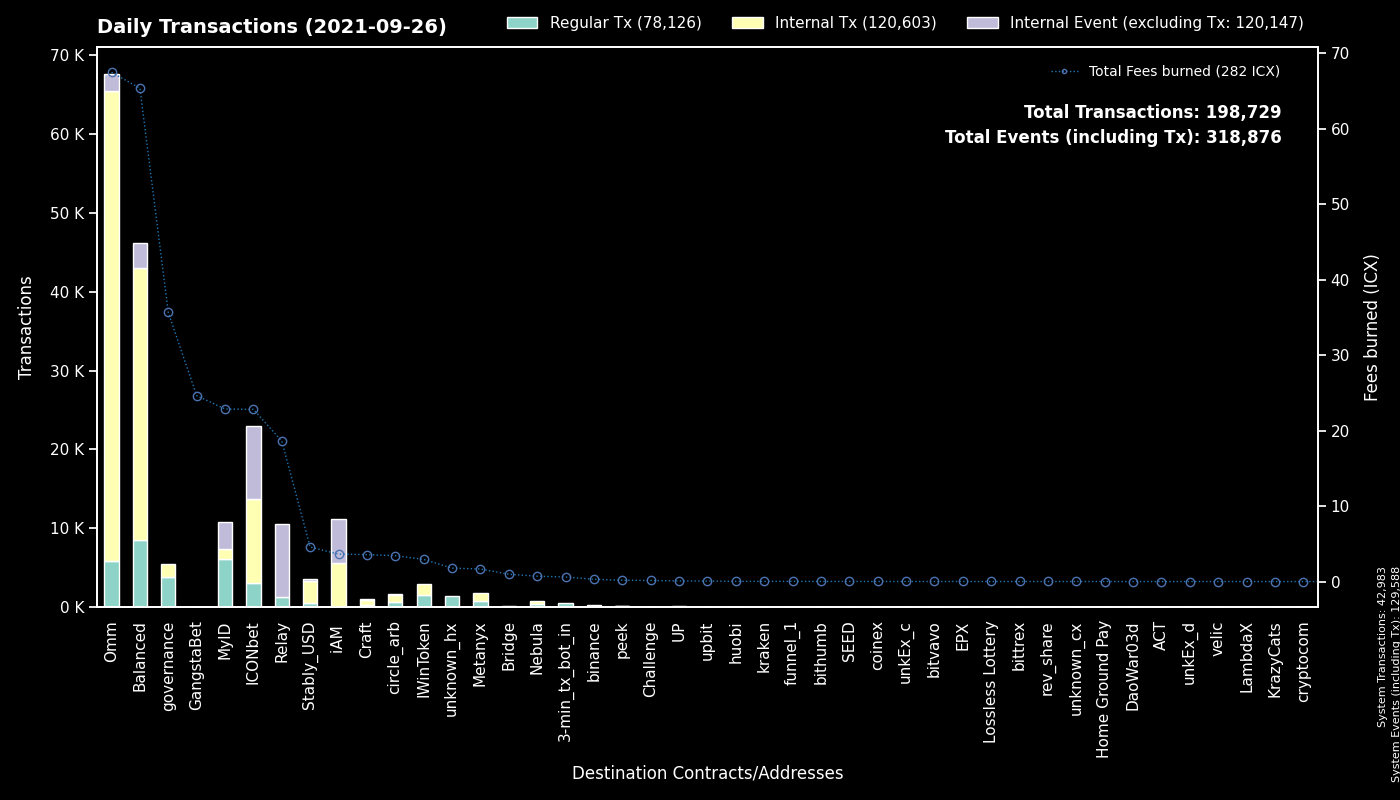 Daily Transactions (2021-09-26)
Regular Tx (78,126)
Internal Tx (120,603)
Internal Event (excluding Tx: 120,147)
Total Fees burned (282 ICX)
Total Transactions: 198,729
Total Events (including Tx): 318,876
Transactions
70 K
60 K
50 K
40 K
30 K
20 K
10 K
0 K
70
60
50
40
30
20
10
0
Fees burned (ICX)
Omm
Balanced
governance
GangstaBet
MyID
ICONbet
Relay
Stably_USD
iAM
Craft
circle_arb
IWinToken
unknown_hx
Metanyx
Bridge
Nebula
3-min_tx_bot_in
binance
peek
Challenge
UP
upbit
huobi
kraken
funnel_1
bithumb
SEED
coinex
unkEx_c
bitvavo
EPX
Lossless Lottery
bittrex
rev_share
unknown_cx
Home Ground Pay
DaoWar03d
ACT
unkEx_d
velic
LambdaX
KrazyCats
cryptocom
Destination Contracts/Addresses
System Transactions: 42,983
System Events (including Tx): 129,588